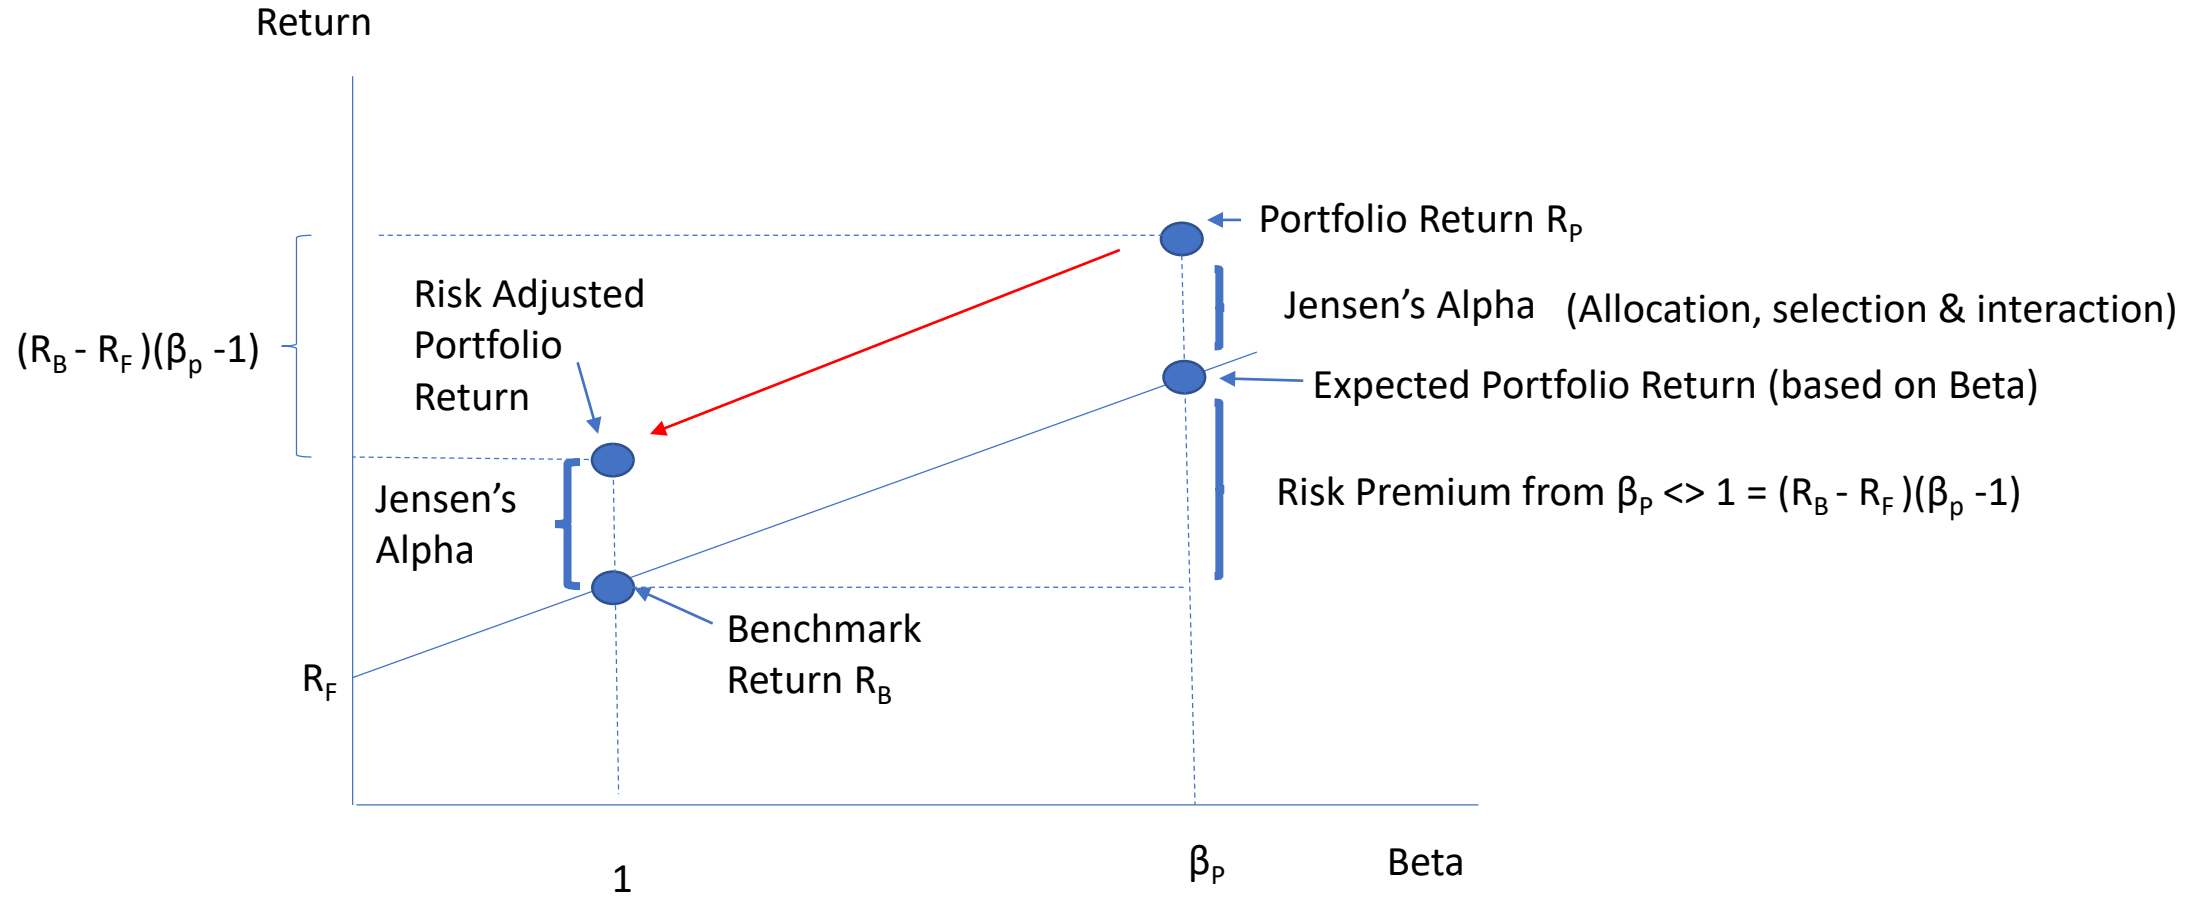 Return
Portfolio Return R_P
Risk Adjusted
Portfolio
Return
Jensen’s Alpha (Allocation, selection & interaction)
(R_B - R_F )(β_p -1)
Expected Portfolio Return (based on Beta)
Jensen’s
Alpha
Risk Premium from β_P <> 1 = (R_B - R_F )(β_p -1)
Benchmark
Return R_B
R_F
1
β_P
Beta